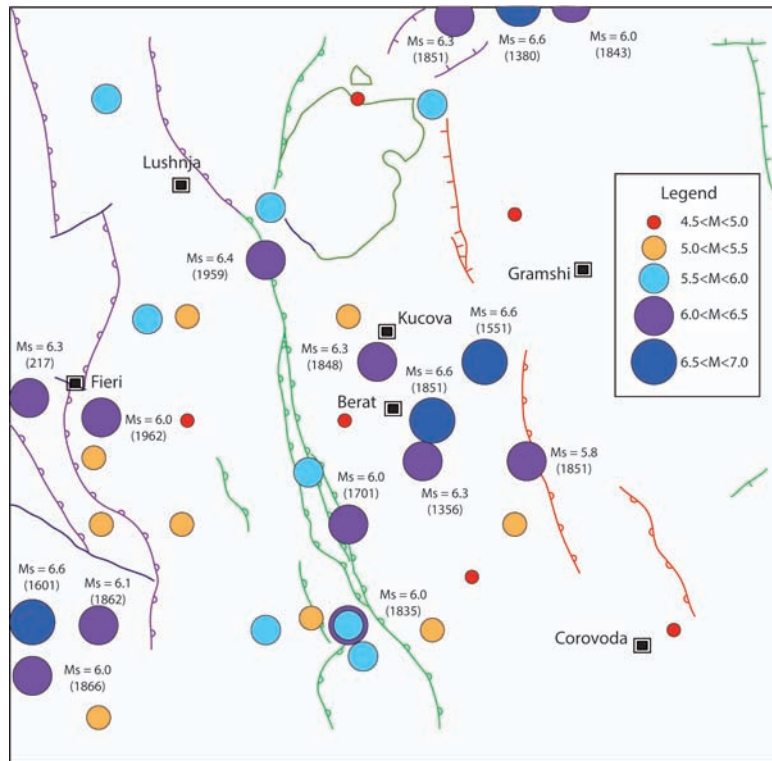 Ms = 6.3
(1851)
Ms = 6.6
(1380)
Ms = 6.0
(1843)
Lushnja
Legend
4.5<M<5.0
5.0<M<5.5
5.5<M<6.0
6.0<M<6.5
6.5<M<7.0
Ms = 6.4
(1959)
Gramshi
Kucova
Ms = 6.6
(1551)
Ms = 6.3
(217)
Fieri
Ms = 6.3
(1848)
Ms = 6.6
(1851)
Berat
Ms = 6.0
(1962)
Ms = 5.8
(1851)
Ms = 6.0
(1701)
Ms = 6.3
(1356)
Ms = 6.6
(1601)
Ms = 6.1
(1862)
Ms = 6.0
(1835)
Corovoda
Ms = 6.0
(1866)